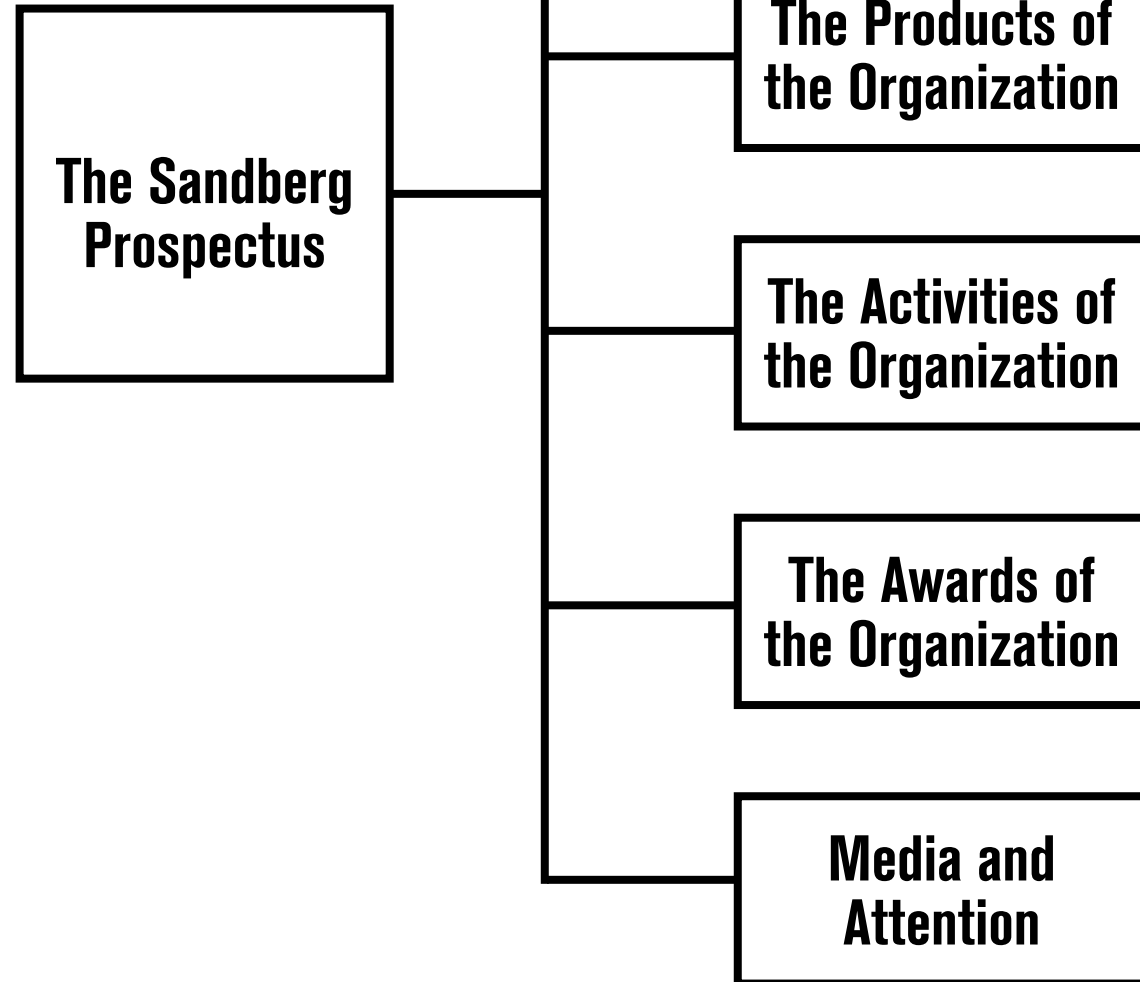 The Sandberg
Prospectus
The Products of
the Organization
The Activities of
the Organization
The Awards of
the Organization
Media and
Attention